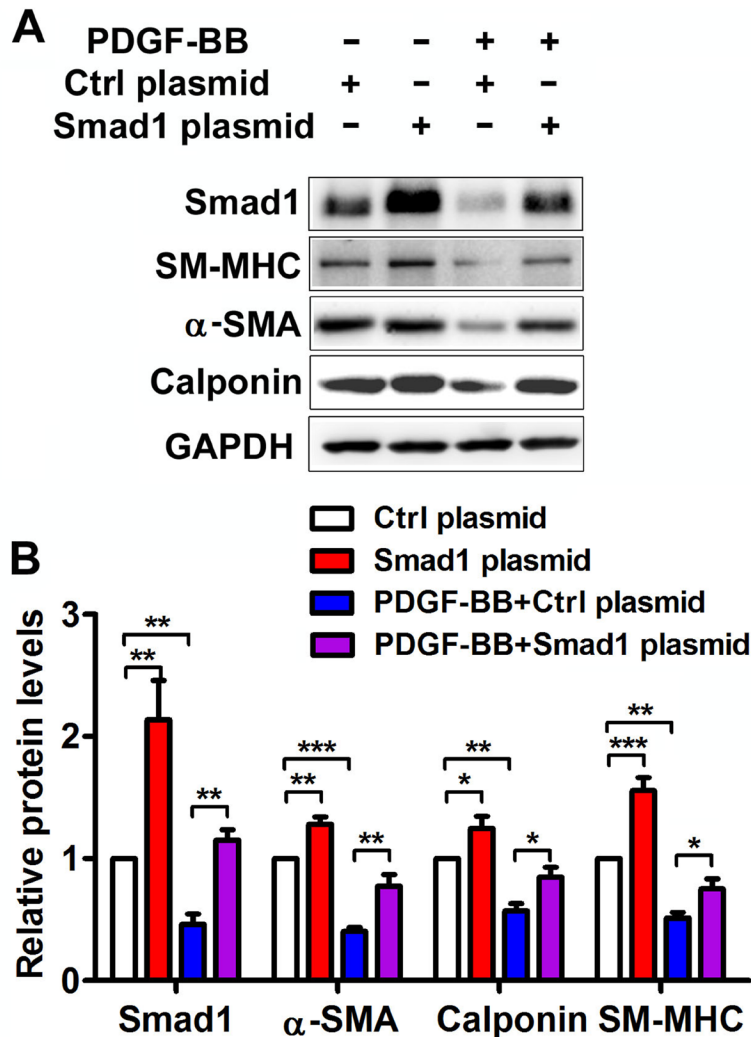 A
PDGF-BB - - + +
Ctrl plasmid + - + -
Smad1 plasmid - + - +
Smad1
SM-MHC
α-SMA
Calponin
GAPDH
B
Ctrl plasmid
Smad1 plasmid
PDGF-BB+Ctrl plasmid
PDGF-BB+Smad1 plasmid
Relative protein levels
3
2
1
0
** ** **
*** ** **
** * *
** *** *
Smad1 α-SMA Calponin SM-MHC